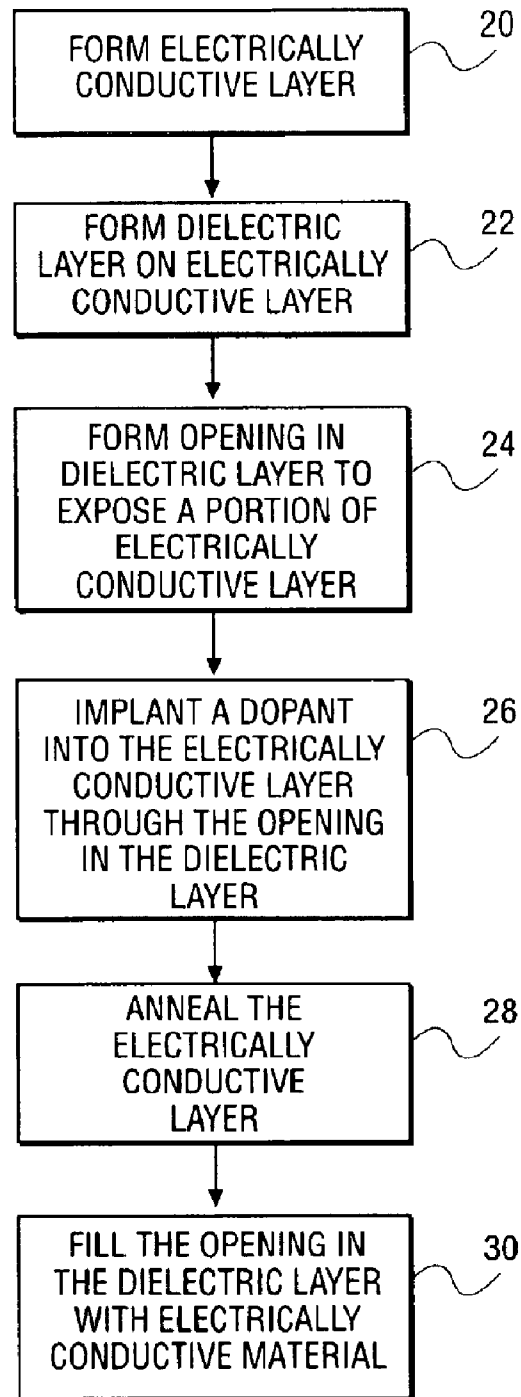 FORM ELECTRICALLY
CONDUCTIVE LAYER
20
FORM DIELECTRIC
LAYER ON ELECTRICALLY
CONDUCTIVE LAYER
22
FORM OPENING IN
DIELECTRIC LAYER TO
EXPOSE A PORTION OF
ELECTRICALLY
CONDUCTIVE LAYER
24
IMPLANT A DOPANT
INTO THE ELECTRICALLY
CONDUCTIVE LAYER
THROUGH THE OPENING
IN THE DIELECTRIC
LAYER
26
ANNEAL THE
ELECTRICALLY
CONDUCTIVE
LAYER
28
FILL THE OPENING IN
THE DIELECTRIC LAYER
WITH ELECTRICALLY
CONDUCTIVE MATERIAL
30